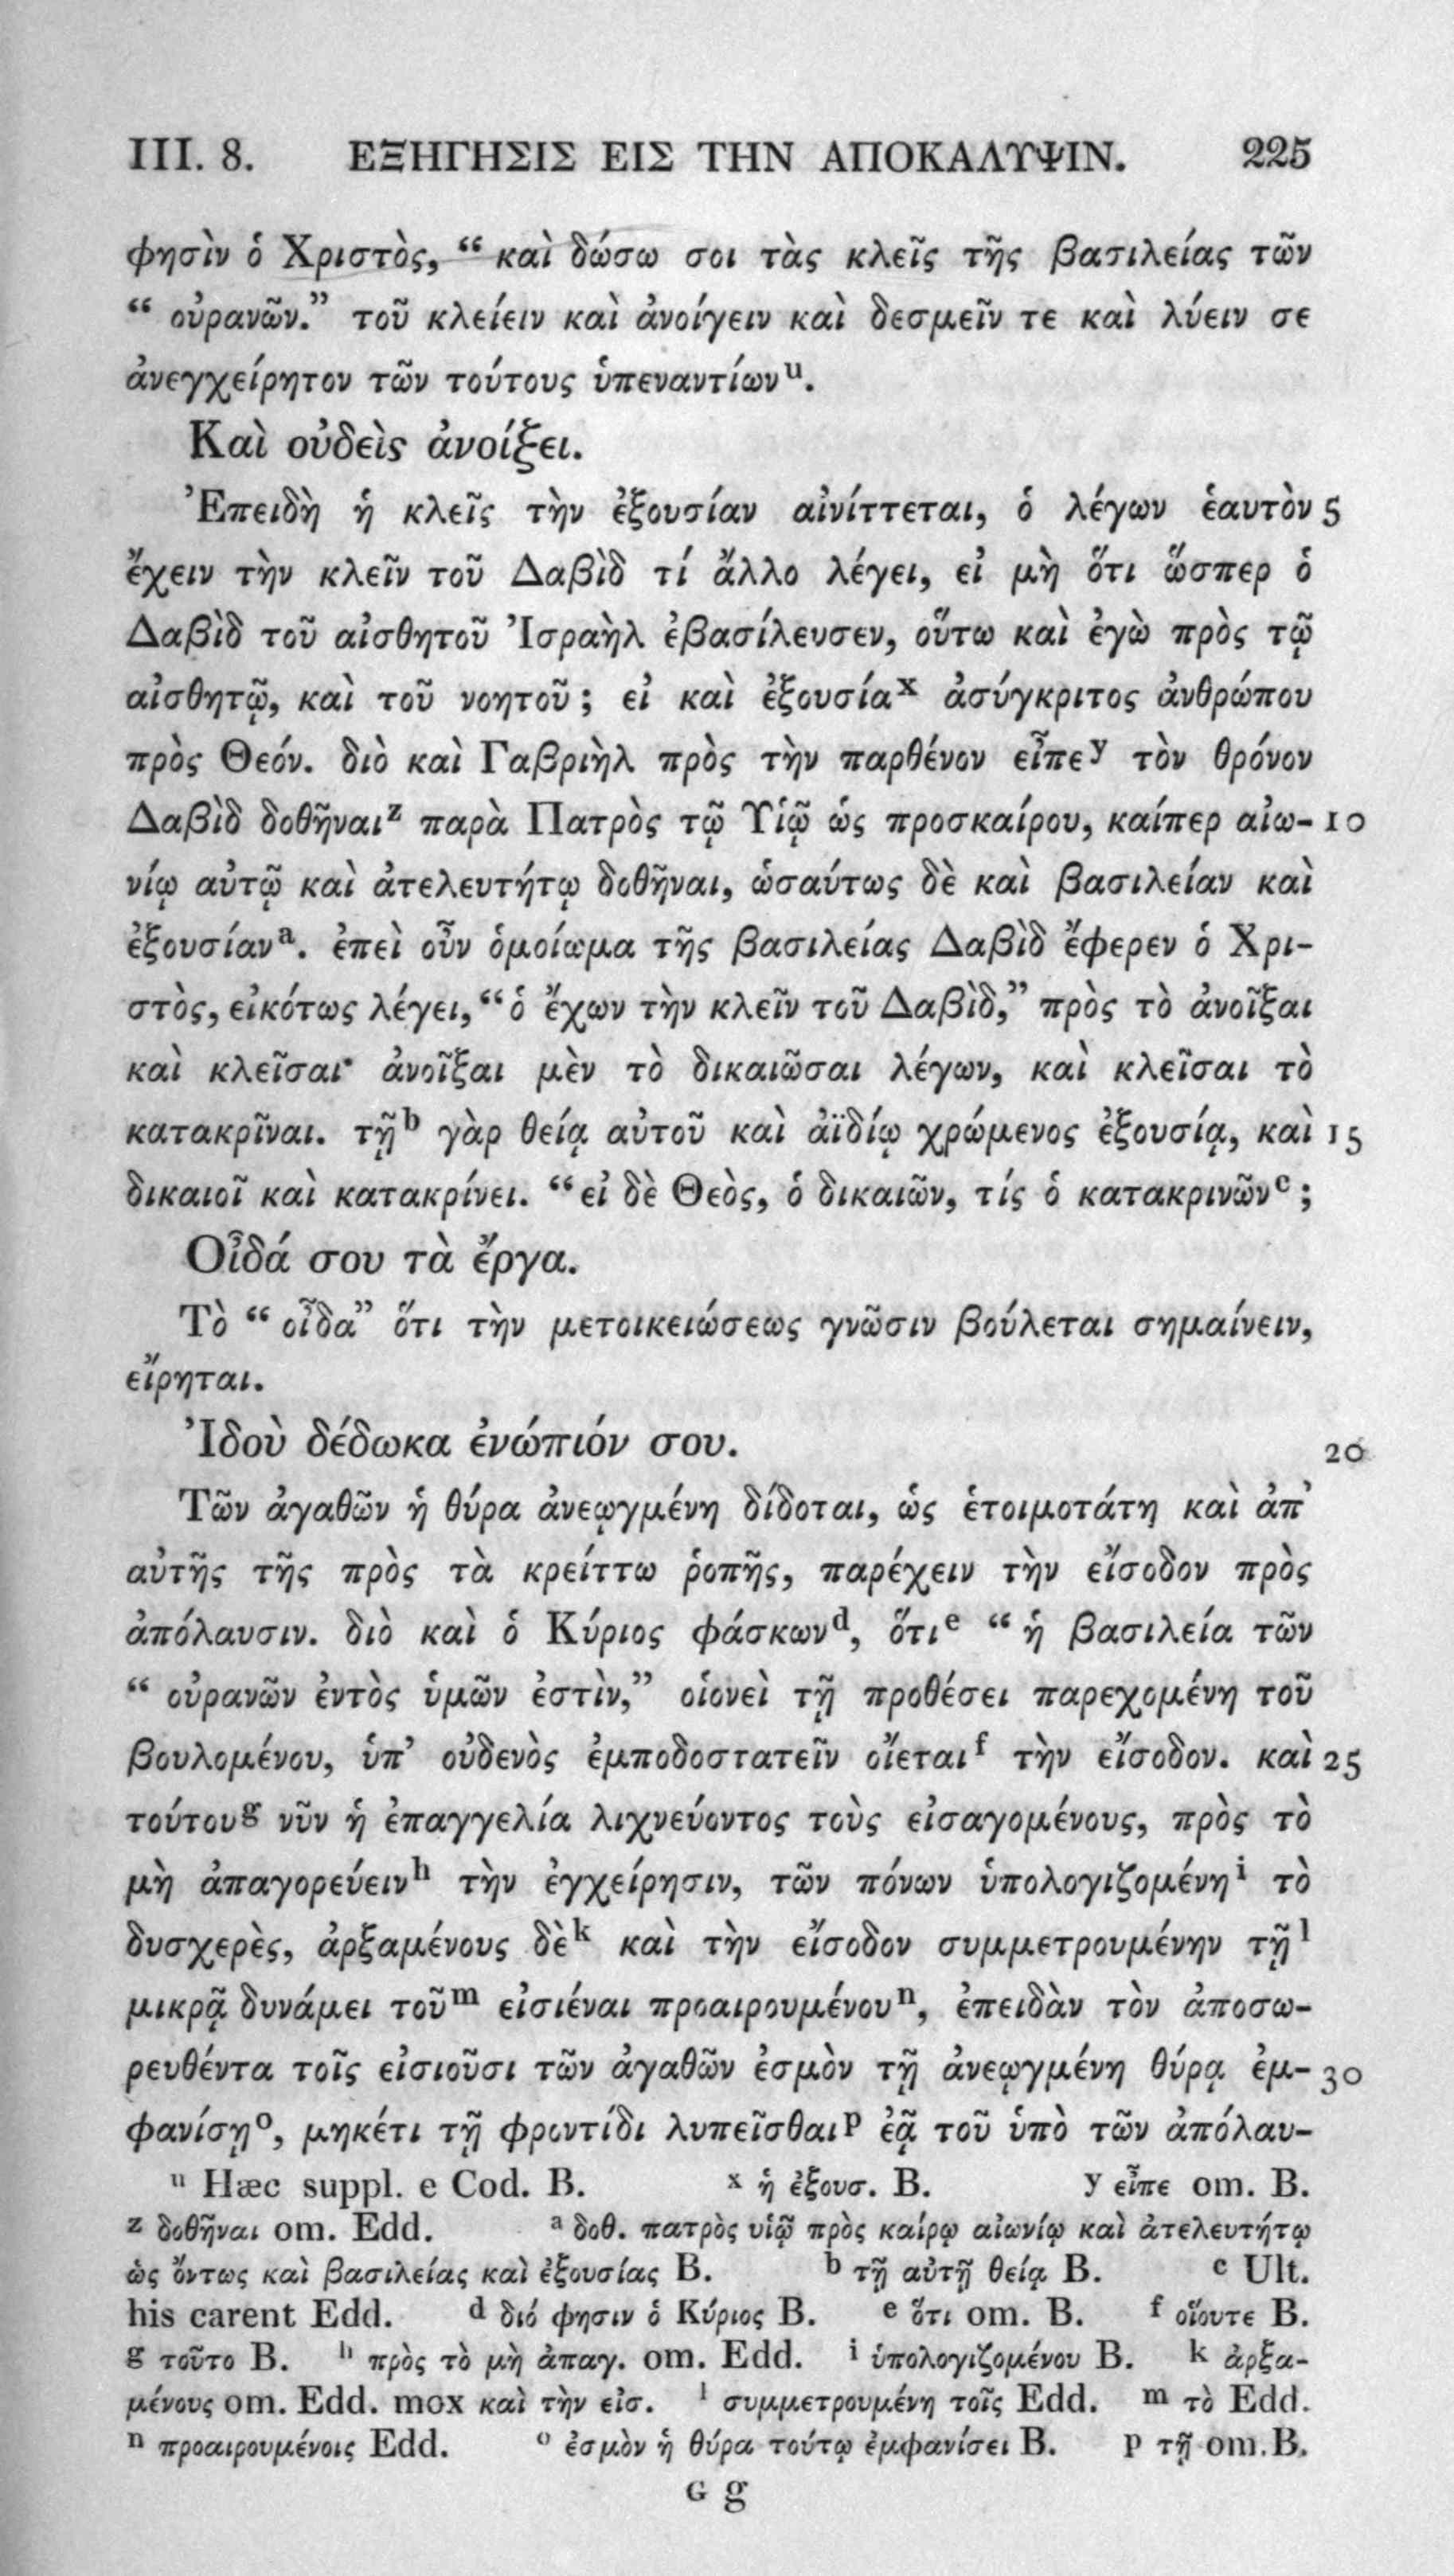 III. 8. ΕΞΗΓΗΣΙΣ ΕΙΣ ΤΗΝ ΑΠΟΚΑΛΥΨΙΝ. 225
φησὶν ὁ Χριστὸς, “ καὶ δώσω σοι τὰς κλεῖς τῆς βασιλείας τῶν
“ οὐρανῶν.” τοῦ κλείειν καὶ ἀνοίγειν καὶ δεσμεῖν τε καὶ λύειν σε
ἀνεγχείρητον τῶν τούτους ὑπεναντίων u.
Καὶ οὐδεὶς ἀνοίξει.
Ἐπειδὴ ἡ κλεῖς τὴν ἐξουσίαν αἰνίττεται, ὁ λέγων ἑαυτὸν 5
ἔχειν τὴν κλεῖν τοῦ Δαβὶδ τί ἄλλο λέγει, εἰ μὴ ὅτι ὥσπερ ὁ
Δαβὶδ τοῦ αἰσθητοῦ Ἰσραὴλ ἐβασίλευσεν, οὕτω καὶ ἐγὼ πρὸς τῷ
αἰσθητῷ, καὶ τοῦ νοητοῦ ; εἰ καὶ ἐξουσία x ἀσύγκριτος ἀνθρώπου
πρὸς Θεόν. διὸ καὶ Γαβριὴλ πρὸς τὴν παρθένον εἶπε y τὸν θρόνον
Δαβὶδ δοθῆναι z παρὰ Πατρὸς τῷ Υἱῷ ὡς προσκαίρου, καίπερ αἰω- 10
νίῳ αὐτῷ καὶ ἀτελευτήτῳ δοθῆναι, ὡσαύτως δὲ καὶ βασιλείαν καὶ
ἐξουσίαν a. ἐπεὶ οὖν ὁμοίωμα τῆς βασιλείας Δαβὶδ ἔφερεν ὁ Χρι-
στὸς, εἰκότως λέγει, “ ὁ ἔχων τὴν κλεῖν τοῦ Δαβὶδ,” πρὸς τὸ ἀνοῖξαι
καὶ κλεῖσαι· ἀνοῖξαι μὲν τὸ δικαιῶσαι λέγων, καὶ κλεῖσαι τὸ
κατακρῖναι. τῇ b γὰρ θείᾳ αὐτοῦ καὶ ἀϊδίῳ χρώμενος ἐξουσίᾳ, καὶ 15
δικαιοῖ καὶ κατακρίνει. “ εἰ δὲ Θεὸς, ὁ δικαιῶν, τίς ὁ κατακρινῶν c ;
Οἶδά σου τὰ ἔργα.
Τὸ “ οἶδα” ὅτι τὴν μετοικειώσεως γνῶσιν βούλεται σημαίνειν,
εἴρηται.
Ἰδοὺ δέδωκα ἐνώπιόν σου. 20
Τῶν ἀγαθῶν ἡ θύρα ἀνεῳγμένη δίδοται, ὡς ἑτοιμοτάτη καὶ ἀπ’
αὐτῆς τῆς πρὸς τὰ κρείττω ῥοπῆς, παρέχειν τὴν εἴσοδον πρὸς
ἀπόλαυσιν. διὸ καὶ ὁ Κύριος φάσκων d, ὅτι e “ ἡ βασιλεία τῶν
“ οὐρανῶν ἐντὸς ὑμῶν ἐστὶν,” οἱονεὶ τῇ προθέσει παρεχομένη τοῦ
βουλομένου, ὑπ’ οὐδενὸς ἐμποδοστατεῖν οἴεται f τὴν εἴσοδον. καὶ 25
τούτου g νῦν ἡ ἐπαγγελία λιχνεύοντος τοὺς εἰσαγομένους, πρὸς τὸ
μὴ ἀπαγορεύειν h τὴν ἐγχείρησιν, τῶν πόνων ὑπολογιζομένη i τὸ
δυσχερὲς, ἀρξαμένους δὲ k καὶ τὴν εἴσοδον συμμετρουμένην τῇ l
μικρᾷ δυνάμει τοῦ m εἰσιέναι προαιρουμένου n, ἐπειδὰν τὸν ἀποσω-
ρευθέντα τοῖς εἰσιοῦσι τῶν ἀγαθῶν ἐσμὸν τῇ ἀνεῳγμένη θύρᾳ ἐμ- 30
φανίσῃ o, μηκέτι τῇ φροντίδι λυπεῖσθαι p ἐᾷ τοῦ ὑπὸ τῶν ἀπόλαυ-
u Hæc suppl. e Cod. B. x ἡ ἐξουσ. B. y εἶπε om. B.
z δοθῆναι om. Edd. a δοθ. πατρὸς υἱῷ πρὸς καίρῳ αἰωνίῳ καὶ ἀτελευτήτῳ
ὡς ὄντως καὶ βασιλείας καὶ ἐξουσίας B. b τῇ αὐτῇ θείᾳ B. c Ult.
his carent Edd. d διό φησιν ὁ Κύριος B. e ὅτι om. B. f οἵουτε B.
g τοῦτο B. h πρὸς τὸ μὴ ἀπαγ. om. Edd. i ὑπολογιζομένου B. k ἀρξα-
μένους om. Edd. mox καὶ τὴν εἰσ. l συμμετρουμένη τοῖς Edd. m τὸ Edd.
n προαιρουμένοις Edd. o ἐσμὸν ἡ θύρα τούτῳ ἐμφανίσει B. p τῇ om. B.
G g